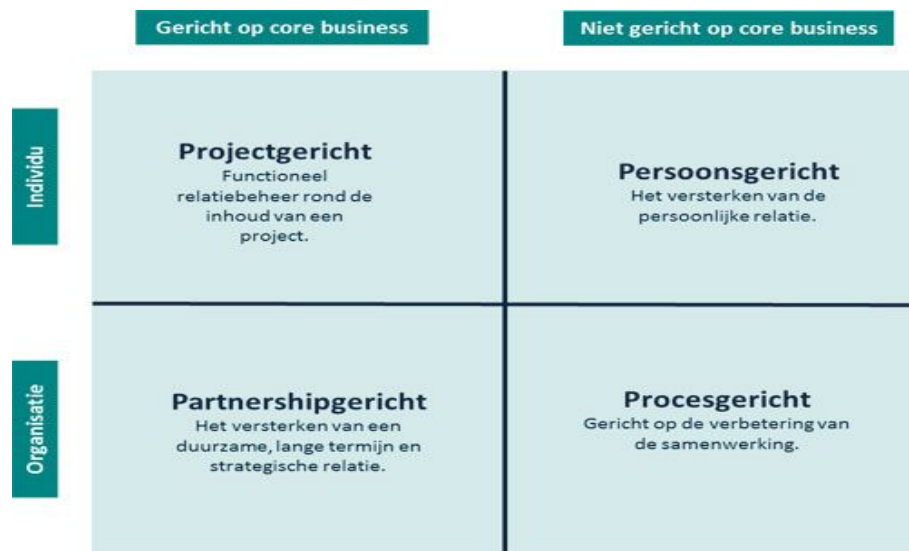 Gericht op core business
Niet gericht op core business
Individu
Projectgericht
Functioneel
relatiebeheer rond de
inhoud van een
project.
Persoonsgericht
Het versterken van de
persoonlijke relatie.
Organisatie
Partnershipgericht
Het versterken van een
duurzame, lange termijn en
strategische relatie.
Procesgericht
Gericht op de verbetering van
de samenwerking.